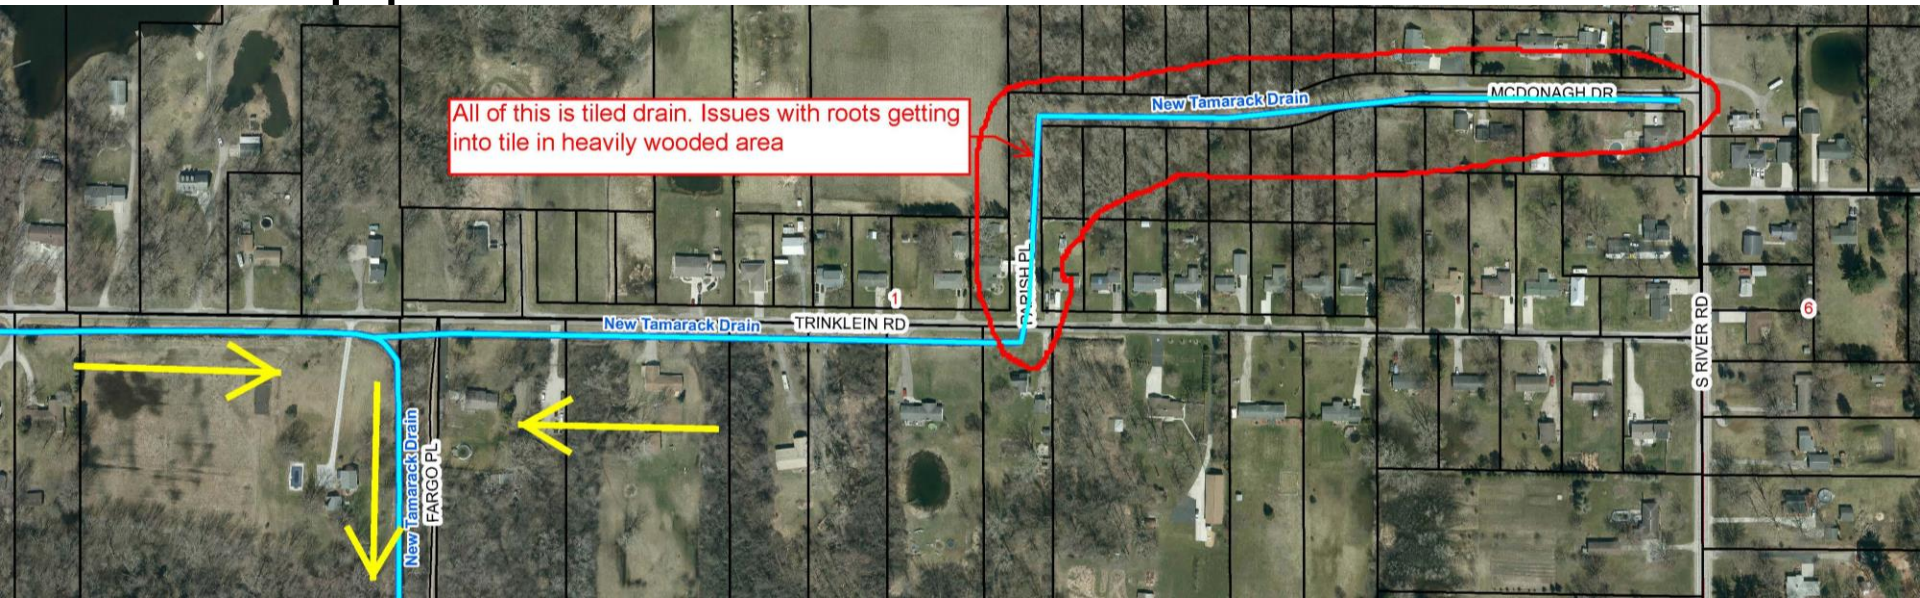 All of this is tiled drain. Issues with roots getting
into tile in heavily wooded area
New Tamarack Drain
MCDONAGH DR
PARISH PL
1
New Tamarack Drain
TRINKLEIN RD
S RIVER RD
6
New Tamarack Drain
FARGO PL